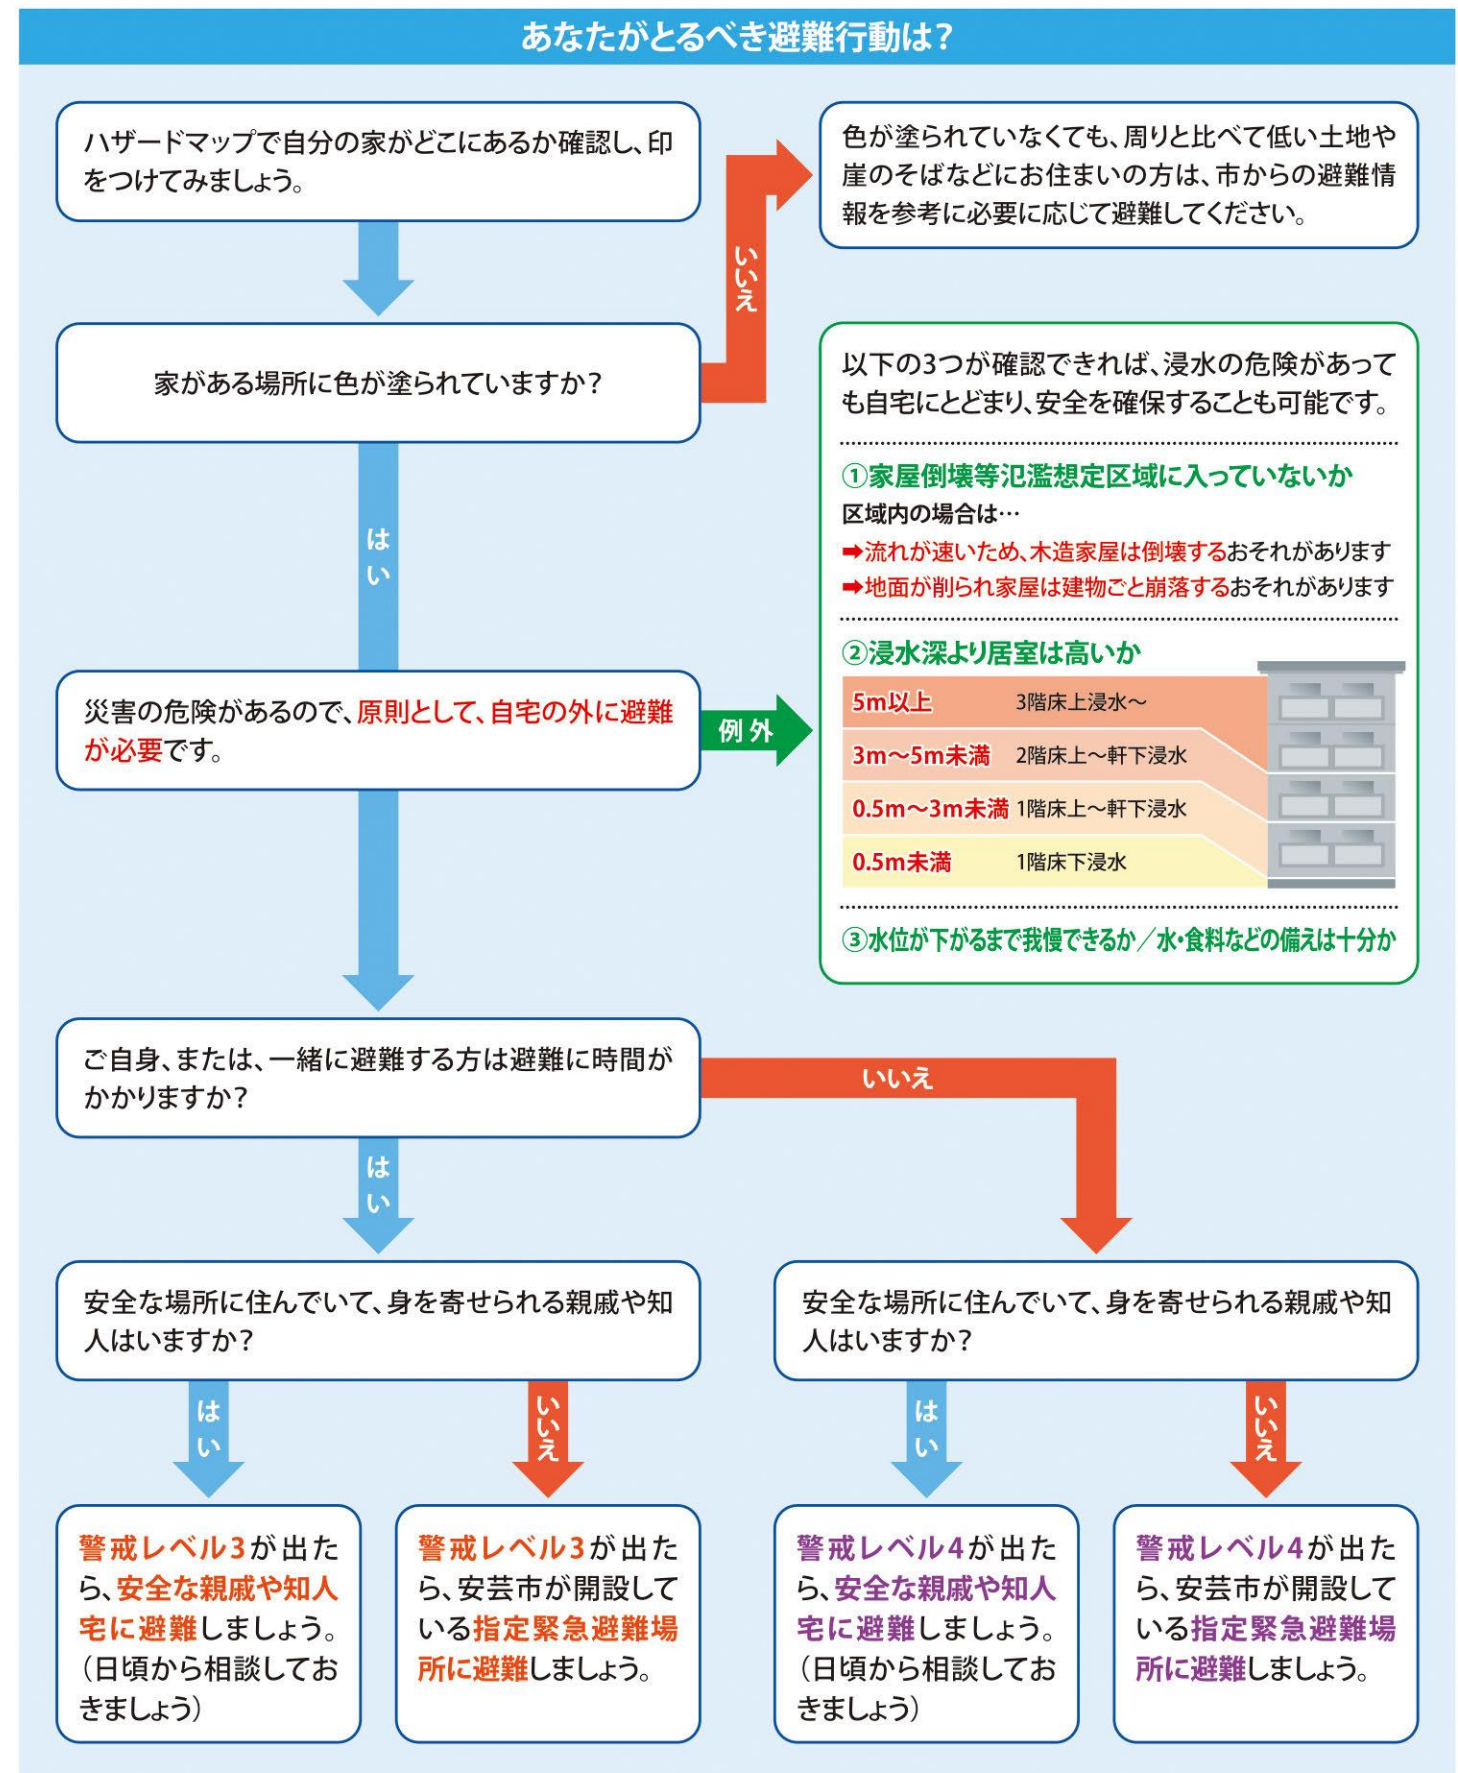 あなたがとるべき避難行動は？
ハザードマップで自分の家がどこにあるか確認し、印
をつけてみましょう。
色が塗られていなくても、周りと比べて低い土地や
崖のそばなどにお住まいの方は、市からの避難情
報を参考に必要に応じて避難してください。
いいえ
家がある場所に色が塗られていますか？
はい
以下の3つが確認できれば、浸水の危険があって
も自宅にとどまり、安全を確保することも可能です。
①家屋倒壊等氾濫想定区域に入っていないか
区域内の場合は…
➡流れが速いため、木造家屋は倒壊するおそれがあります
➡地面が削られ家屋は建物ごと崩落するおそれがあります
②浸水深より居室は高いか
5m以上 3階床上浸水～
3m～5m未満 2階床上～軒下浸水
0.5m～3m未満 1階床上～軒下浸水
0.5m未満 1階床下浸水
③水位が下がるまで我慢できるか／水・食料などの備えは十分か
災害の危険があるので、原則として、自宅の外に避難
が必要です。
例外
ご自身、または、一緒に避難する方は避難に時間が
かかりますか？
いいえ
はい
安全な場所に住んでいて、身を寄せられる親戚や知
人はいますか？
安全な場所に住んでいて、身を寄せられる親戚や知
人はいますか？
はい
いいえ
はい
いいえ
警戒レベル3が出た
ら、安全な親戚や知人
宅に避難しましょう。
（日頃から相談してお
きましょう）
警戒レベル3が出た
ら、安芸市が開設して
いる指定緊急避難場
所に避難しましょう。
警戒レベル4が出た
ら、安全な親戚や知人
宅に避難しましょう。
（日頃から相談してお
きましょう）
警戒レベル4が出た
ら、安芸市が開設して
いる指定緊急避難場
所に避難しましょう。